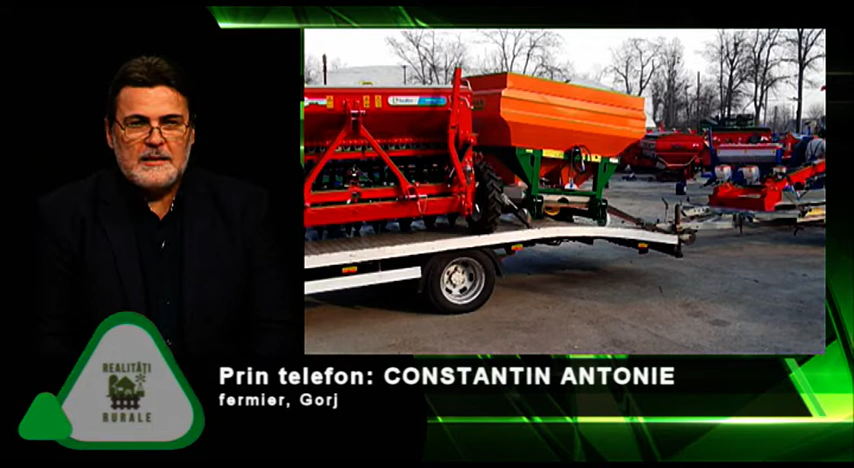 Prin telefon: CONSTANTIN ANTONIE
fermier, Gorj
REALITĂȚI
RURALE